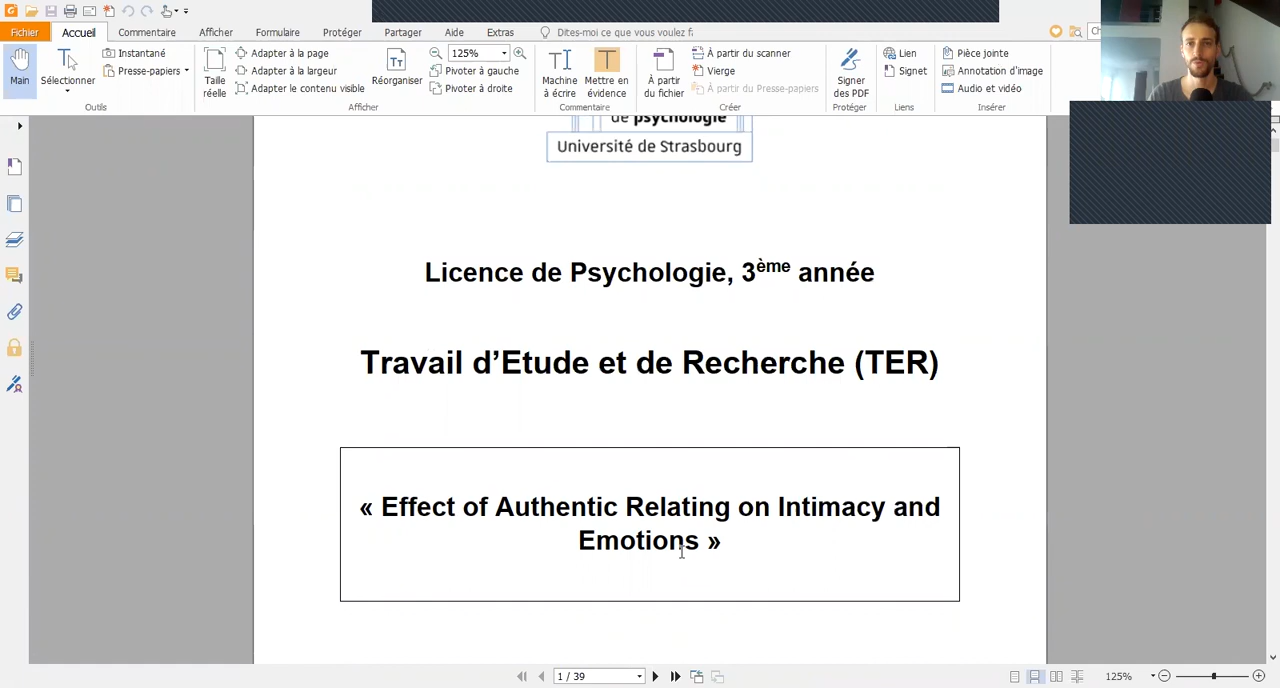 Fichier Accueil Commentaire Afficher Formulaire Protéger Partager Aide Extras Dites-moi ce que vous voulez f
Main
Sélectionner
Instantané
Presse-papiers
Outils
Taille réelle
Adapter à la page
Adapter à la largeur
Adapter le contenu visible
Réorganiser
125%
Pivoter à gauche
Pivoter à droite
Afficher
Machine à écrire
Mettre en évidence
Commentaire
À partir du fichier
À partir du scanner
Vierge
À partir du Presse-papiers
Créer
Signer des PDF
Protéger
Lien
Signet
Liens
Pièce jointe
Annotation d'image
Audio et vidéo
Insérer
de psychologie
Université de Strasbourg
Licence de Psychologie, 3ème année
Travail d’Etude et de Recherche (TER)
« Effect of Authentic Relating on Intimacy and
Emotions »
1 / 39
125%